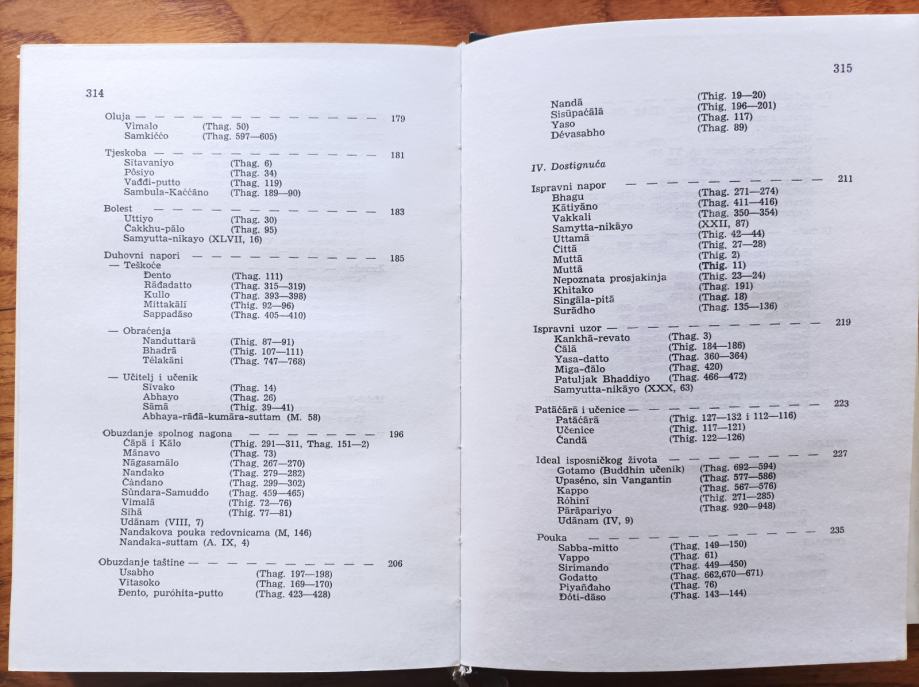 314
Oluja — — — — — — — — — — — — — 179
Vimalo (Thag. 50)
Samkiććo (Thag. 597—605)
Tjeskoba — — — — — — — — — — — — 181
Sītavaniyo (Thag. 6)
Pôsiyo (Thag. 34)
Vađđi-putto (Thag. 119)
Sambula-Kaććāno (Thag. 189—90)
Bolest — — — — — — — — — — — — 183
Uttiyo (Thag. 30)
Ćakkhu-pālo (Thag. 95)
Samyutta-nikayo (XLVII, 16)
Duhovni napori — — — — — — — — — — 185
— Teškoće
Đento (Thag. 111)
Rāđadatto (Thag. 315—319)
Kullo (Thag. 393—398)
Mittakālī (Thig. 92—96)
Sappadāso (Thag. 405—410)
— Obraćenja
Nanduttarā (Thig. 87—91)
Bhadrā (Thig. 107—111)
Tēlakāni (Thag. 747—768)
— Učitelj i učenik
Sīvako (Thag. 14)
Abhayo (Thag. 26)
Sāmā (Thig. 39—41)
Abhaya-rāđā-kumāra-suttam (M. 58)
Obuzdanje spolnog nagona — — — — — — — — 196
Ćāpā i Kālo (Thig. 291—311, Thag. 151—2)
Mānavo (Thag. 73)
Nāgasamālo (Thag. 267—270)
Nandako (Thag. 279—282)
Ćandano (Thag. 299—302)
Sùndara-Samuddo (Thag. 459—465)
Vimalā (Thig. 72—76)
Sīhā (Thig. 77—81)
Udānam (VIII, 7)
Nandakova pouka redovnicama (M, 146)
Nandaka-suttam (A. IX, 4)
Obuzdanje taštine — — — — — — — — — — 206
Usabho (Thag. 197—198)
Vitasoko (Thag. 169—170)
Đento, puróhita-putto (Thag. 423—428)
315
Nandā (Thig. 19—20)
Sisūpaćālā (Thig, 196—201)
Yaso (Thag. 117)
Dévasabho (Thag. 89)
IV. Dostignuća
Ispravni napor — — — — — — — — — — 211
Bhagu (Thag. 271—274)
Kātiyāno (Thag. 411—416)
Vakkali (Thag. 350—354)
Samytta-nikāyo (XXII, 87)
Uttamā (Thig. 42—44)
Ćittā (Thig. 27—28)
Muttā (Thig. 2)
Muttā (Thig. 11)
Nepoznata prosjakinja (Thig. 23—24)
Khitako (Thag. 191)
Singāla-pitā (Thag. 18)
Surādho (Thag. 135—136)
Ispravni uzor — — — — — — — — — — — 219
Kankhā-revato (Thag. 3)
Ćālā (Thig. 184—186)
Yasa-datto (Thag. 360—364)
Miga-đālo (Thag. 420)
Patuljak Bhaddiyo (Thag. 466—472)
Samyutta-nikāyo (XXX, 63)
Patāćārā i učenice — — — — — — — — — — 223
Patāćārā (Thig. 127—132 i 112—116)
Učenice (Thig. 117—121)
Ćandā (Thig. 122—126)
Ideal isposničkog života — — — — — — — — 227
Gotamo (Buddhin učenik) (Thag. 692—594)
Upaséno, sin Vangantin (Thag. 577—586)
Kappo (Thag. 567—576)
Róhinī (Thig. 271—285)
Pārāpariyo (Thag. 920—948)
Udānam (IV, 9)
Pouka — — — — — — — — — — — — 235
Sabba-mitto (Thag. 149—150)
Vappo (Thag. 61)
Sirimando (Thag. 449—450)
Godatto (Thag. 662,670—671)
Piyańđaho (Thag. 76)
Đóti-dāso (Thag. 143—144)